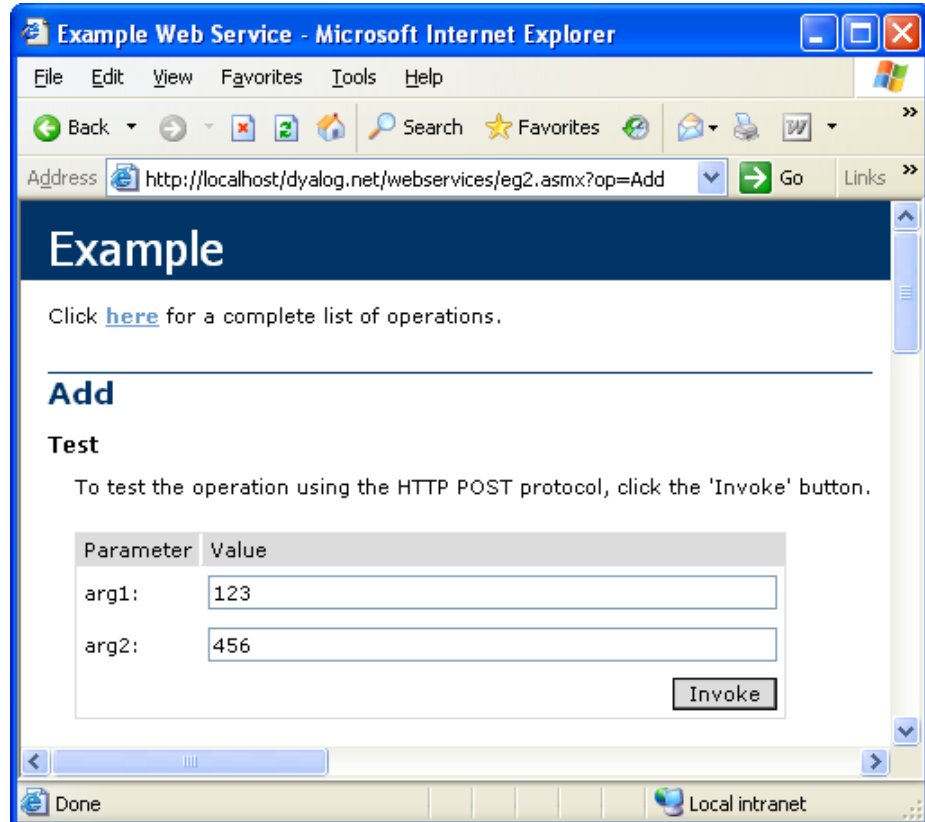 Example Web Service - Microsoft Internet Explorer
File Edit View Favorites Tools Help
Back Search Favorites W »
Address http://localhost/dyalog.net/webservices/eg2.asmx?op=Add Go Links »
Example
Click here for a complete list of operations.
Add
Test
To test the operation using the HTTP POST protocol, click the 'Invoke' button.
Parameter Value
arg1: 123
arg2: 456
Invoke
Done Local intranet